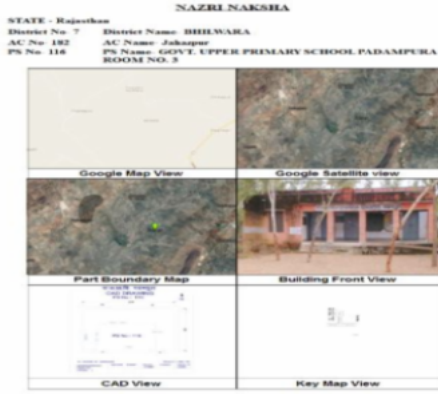 NAZRI NAKSHA
STATE - Rajasthan
District No- 7 District Name- BHILWARA
AC No- 182 AC Name- Jahazpur
PS No- 116 PS Name- GOVT. UPPER PRIMARY SCHOOL PADAMPURA
ROOM NO. 3
Google Map View Google Satellite view
Part Boundary Map Building Front View
CAD View Key Map View